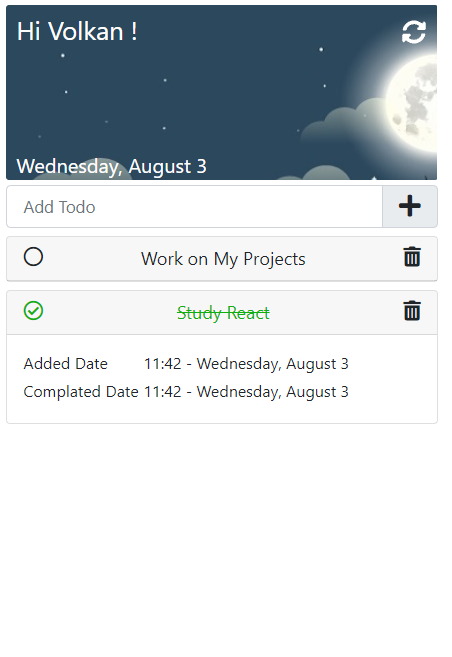 Hi Volkan !
Wednesday, August 3
Add Todo
Work on My Projects
Study React
Added Date 11:42 - Wednesday, August 3
Complated Date 11:42 - Wednesday, August 3